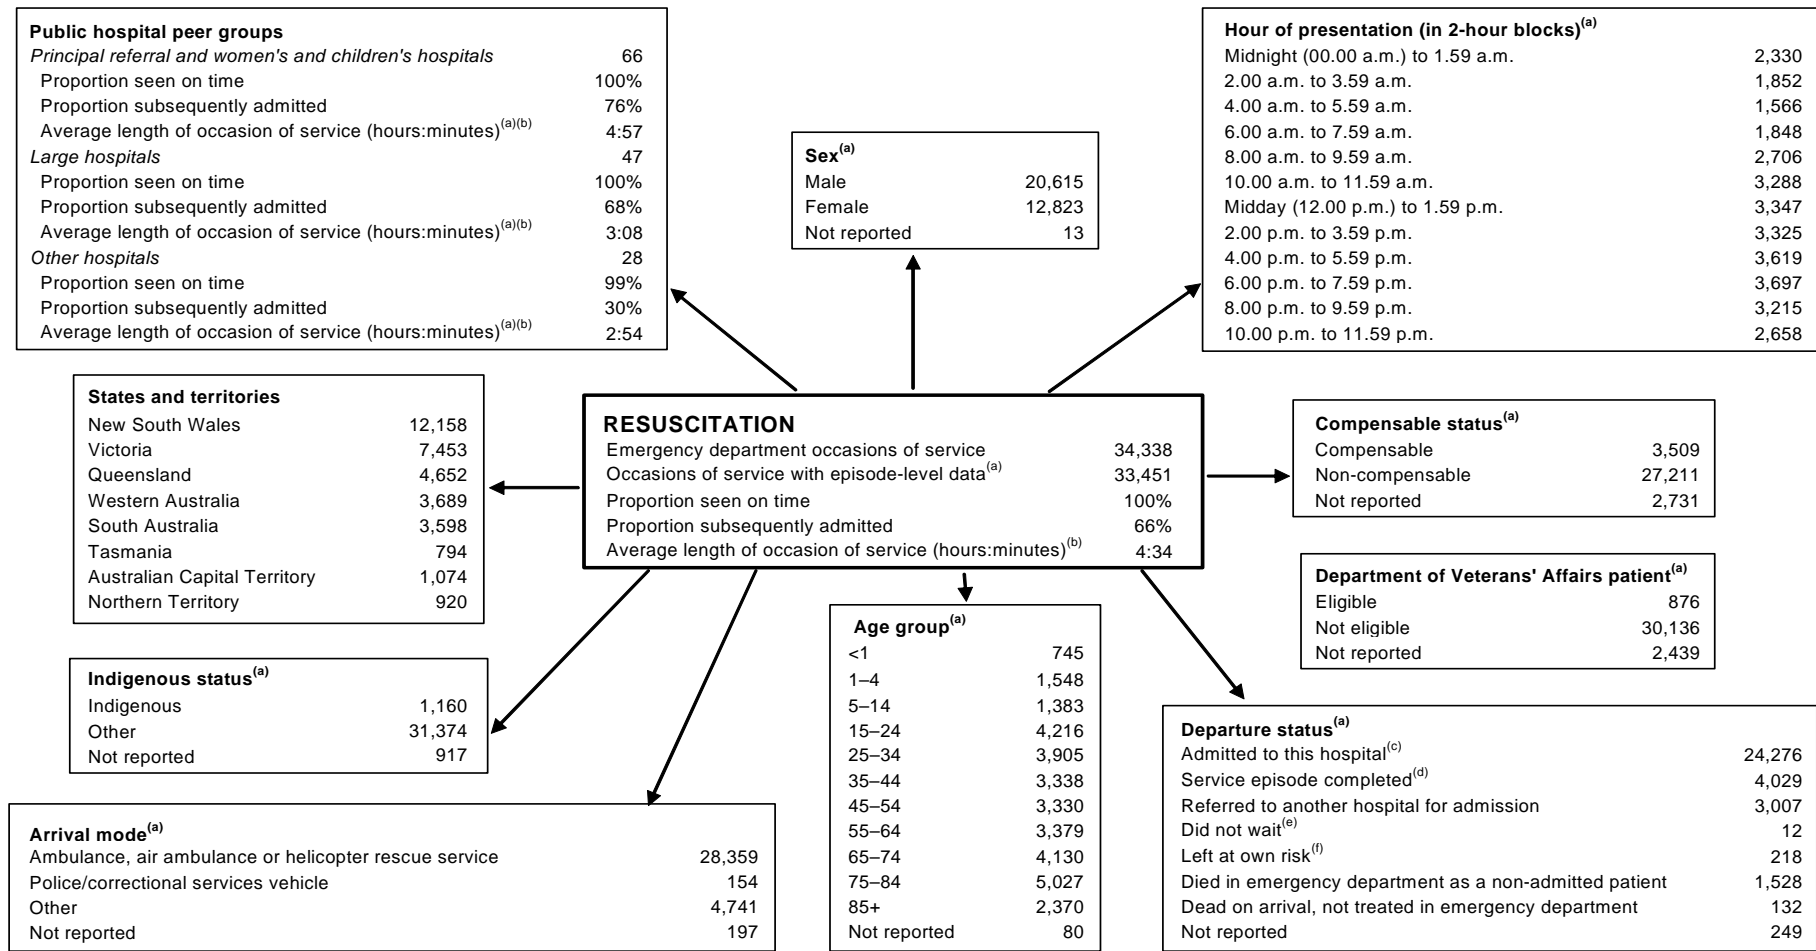 Public hospital peer groups
Principal referral and women's and children's hospitals 66
Proportion seen on time 100%
Proportion subsequently admitted 76%
Average length of occasion of service (hours:minutes)(a)(b) 4:57
Large hospitals 47
Proportion seen on time 100%
Proportion subsequently admitted 68%
Average length of occasion of service (hours:minutes)(a)(b) 3:08
Other hospitals 28
Proportion seen on time 99%
Proportion subsequently admitted 30%
Average length of occasion of service (hours:minutes)(a)(b) 2:54
Sex(a)
Male 20,615
Female 12,823
Not reported 13
Hour of presentation (in 2-hour blocks)(a)
Midnight (00.00 a.m.) to 1.59 a.m. 2,330
2.00 a.m. to 3.59 a.m. 1,852
4.00 a.m. to 5.59 a.m. 1,566
6.00 a.m. to 7.59 a.m. 1,848
8.00 a.m. to 9.59 a.m. 2,706
10.00 a.m. to 11.59 a.m. 3,288
Midday (12.00 p.m.) to 1.59 p.m. 3,347
2.00 p.m. to 3.59 p.m. 3,325
4.00 p.m. to 5.59 p.m. 3,619
6.00 p.m. to 7.59 p.m. 3,697
8.00 p.m. to 9.59 p.m. 3,215
10.00 p.m. to 11.59 p.m. 2,658
States and territories
New South Wales 12,158
Victoria 7,453
Queensland 4,652
Western Australia 3,689
South Australia 3,598
Tasmania 794
Australian Capital Territory 1,074
Northern Territory 920
RESUSCITATION
Emergency department occasions of service 34,338
Occasions of service with episode-level data(a) 33,451
Proportion seen on time 100%
Proportion subsequently admitted 66%
Average length of occasion of service (hours:minutes)(b) 4:34
Compensable status(a)
Compensable 3,509
Non-compensable 27,211
Not reported 2,731
Department of Veterans' Affairs patient(a)
Eligible 876
Not eligible 30,136
Not reported 2,439
Indigenous status(a)
Indigenous 1,160
Other 31,374
Not reported 917
Age group(a)
<1 745
1–4 1,548
5–14 1,383
15–24 4,216
25–34 3,905
35–44 3,338
45–54 3,330
55–64 3,379
65–74 4,130
75–84 5,027
85+ 2,370
Not reported 80
Departure status(a)
Admitted to this hospital(c) 24,276
Service episode completed(d) 4,029
Referred to another hospital for admission 3,007
Did not wait(e) 12
Left at own risk(f) 218
Died in emergency department as a non-admitted patient 1,528
Dead on arrival, not treated in emergency department 132
Not reported 249
Arrival mode(a)
Ambulance, air ambulance or helicopter rescue service 28,359
Police/correctional services vehicle 154
Other 4,741
Not reported 197